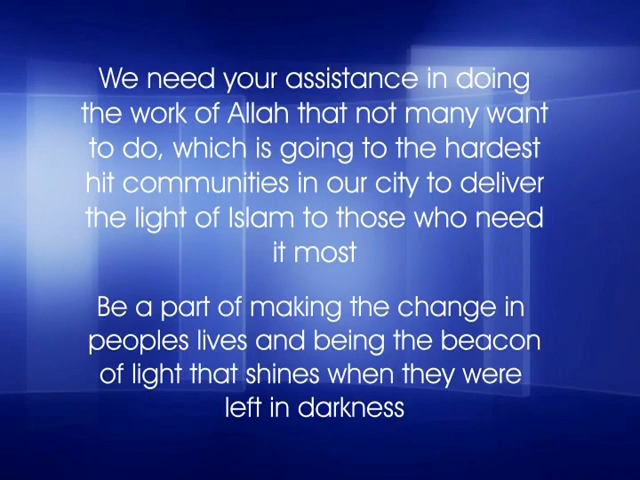 We need your assistance in doing
the work of Allah that not many want
to do, which is going to the hardest
hit communities in our city to deliver
the light of Islam to those who need
it most
Be a part of making the change in
peoples lives and being the beacon
of light that shines when they were
left in darkness